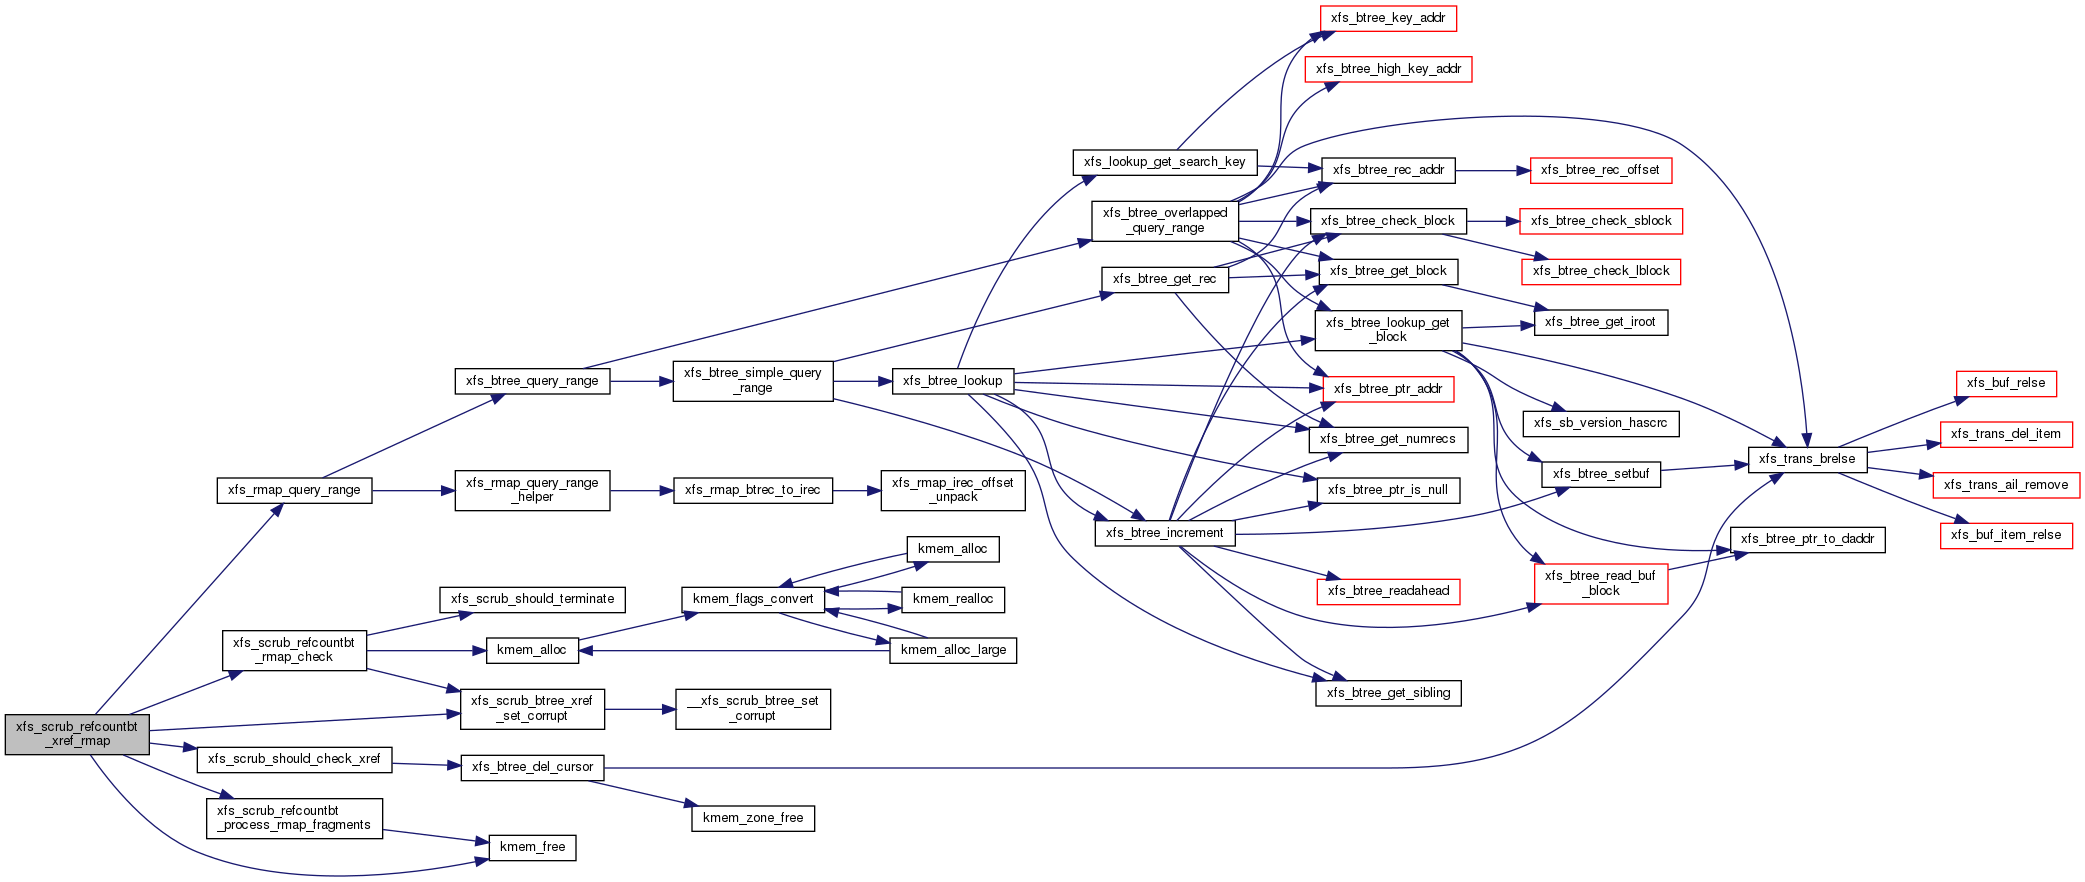 xfs_btree_key_addr
xfs_btree_high_key_addr
xfs_lookup_get_search_key
xfs_btree_rec_addr
xfs_btree_rec_offset
xfs_btree_overlapped
_query_range
xfs_btree_check_block
xfs_btree_check_sblock
xfs_btree_get_rec
xfs_btree_get_block
xfs_btree_check_lblock
xfs_btree_lookup_get
_block
xfs_btree_get_iroot
xfs_btree_query_range
xfs_btree_simple_query
_range
xfs_btree_lookup
xfs_btree_ptr_addr
xfs_buf_relse
xfs_sb_version_hascrc
xfs_btree_get_numrecs
xfs_trans_del_item
xfs_trans_brelse
xfs_btree_setbuf
xfs_rmap_query_range
xfs_rmap_query_range
_helper
xfs_rmap_btrec_to_irec
xfs_rmap_irec_offset
_unpack
xfs_btree_ptr_is_null
xfs_trans_ail_remove
xfs_btree_increment
xfs_buf_item_relse
xfs_btree_ptr_to_daddr
kmem_alloc
xfs_btree_read_buf
_block
xfs_btree_readahead
xfs_scrub_should_terminate
kmem_flags_convert
kmem_realloc
xfs_scrub_refcountbt
_rmap_check
kmem_alloc
kmem_alloc_large
xfs_btree_get_sibling
xfs_scrub_btree_xref
_set_corrupt
__xfs_scrub_btree_set
_corrupt
xfs_scrub_refcountbt
_xref_rmap
xfs_scrub_should_check_xref
xfs_btree_del_cursor
xfs_scrub_refcountbt
_process_rmap_fragments
kmem_zone_free
kmem_free